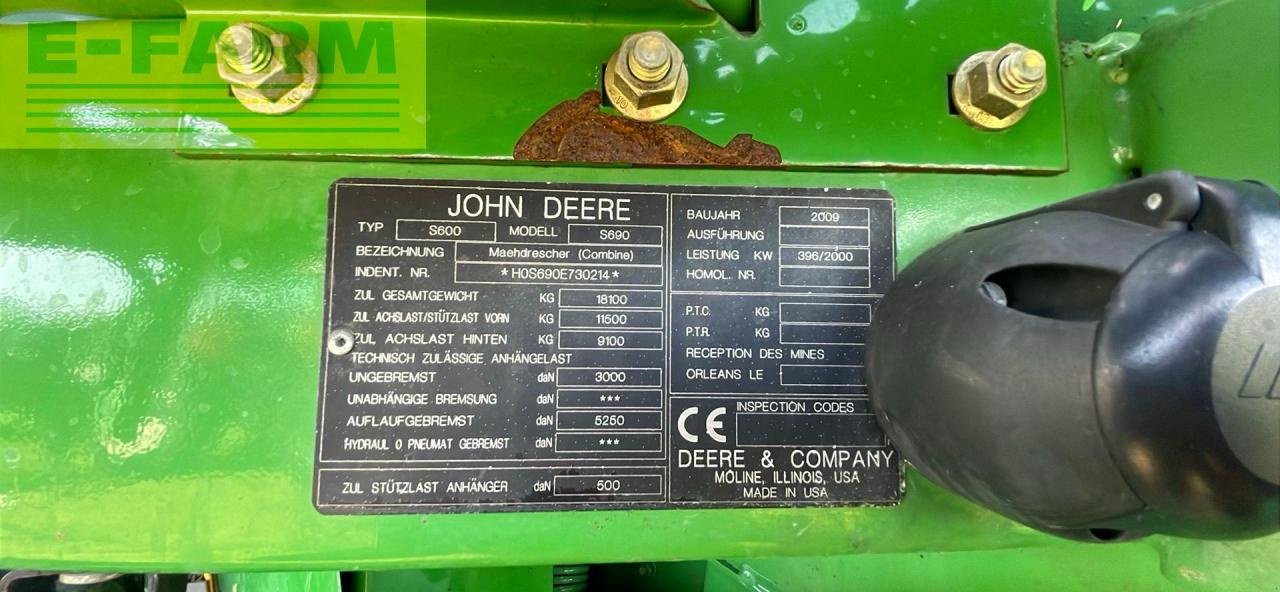 E-FARM
JOHN DEERE
TYP S600 MODELL S690
BEZEICHNUNG Maehdrescher (Combine)
INDENT. NR. *H0S690E730214*
ZUL GESAMTGEWICHT KG 18100
ZUL ACHSLAST/STÜTZLAST VORN KG 11500
ZUL ACHSLAST HINTEN KG 9100
TECHNISCH ZULÄSSIGE ANHÄNGELAST
UNGEBREMST daN 3000
UNABHÄNGIGE BREMSUNG daN ***
AUFLAUFGEBREMST daN 5250
HYDRAUL O PNEUMAT GEBREMST daN ***
ZUL STÜTZLAST ANHÄNGER daN 500
BAUJAHR 2009
AUSFÜHRUNG
LEISTUNG KW 396/2000
HOMOL. NR.
P.T.C. KG
P.T.R. KG
RECEPTION DES MINES
ORLEANS LE
CE INSPECTION CODES
DEERE & COMPANY
MOLINE, ILLINOIS, USA
MADE IN USA